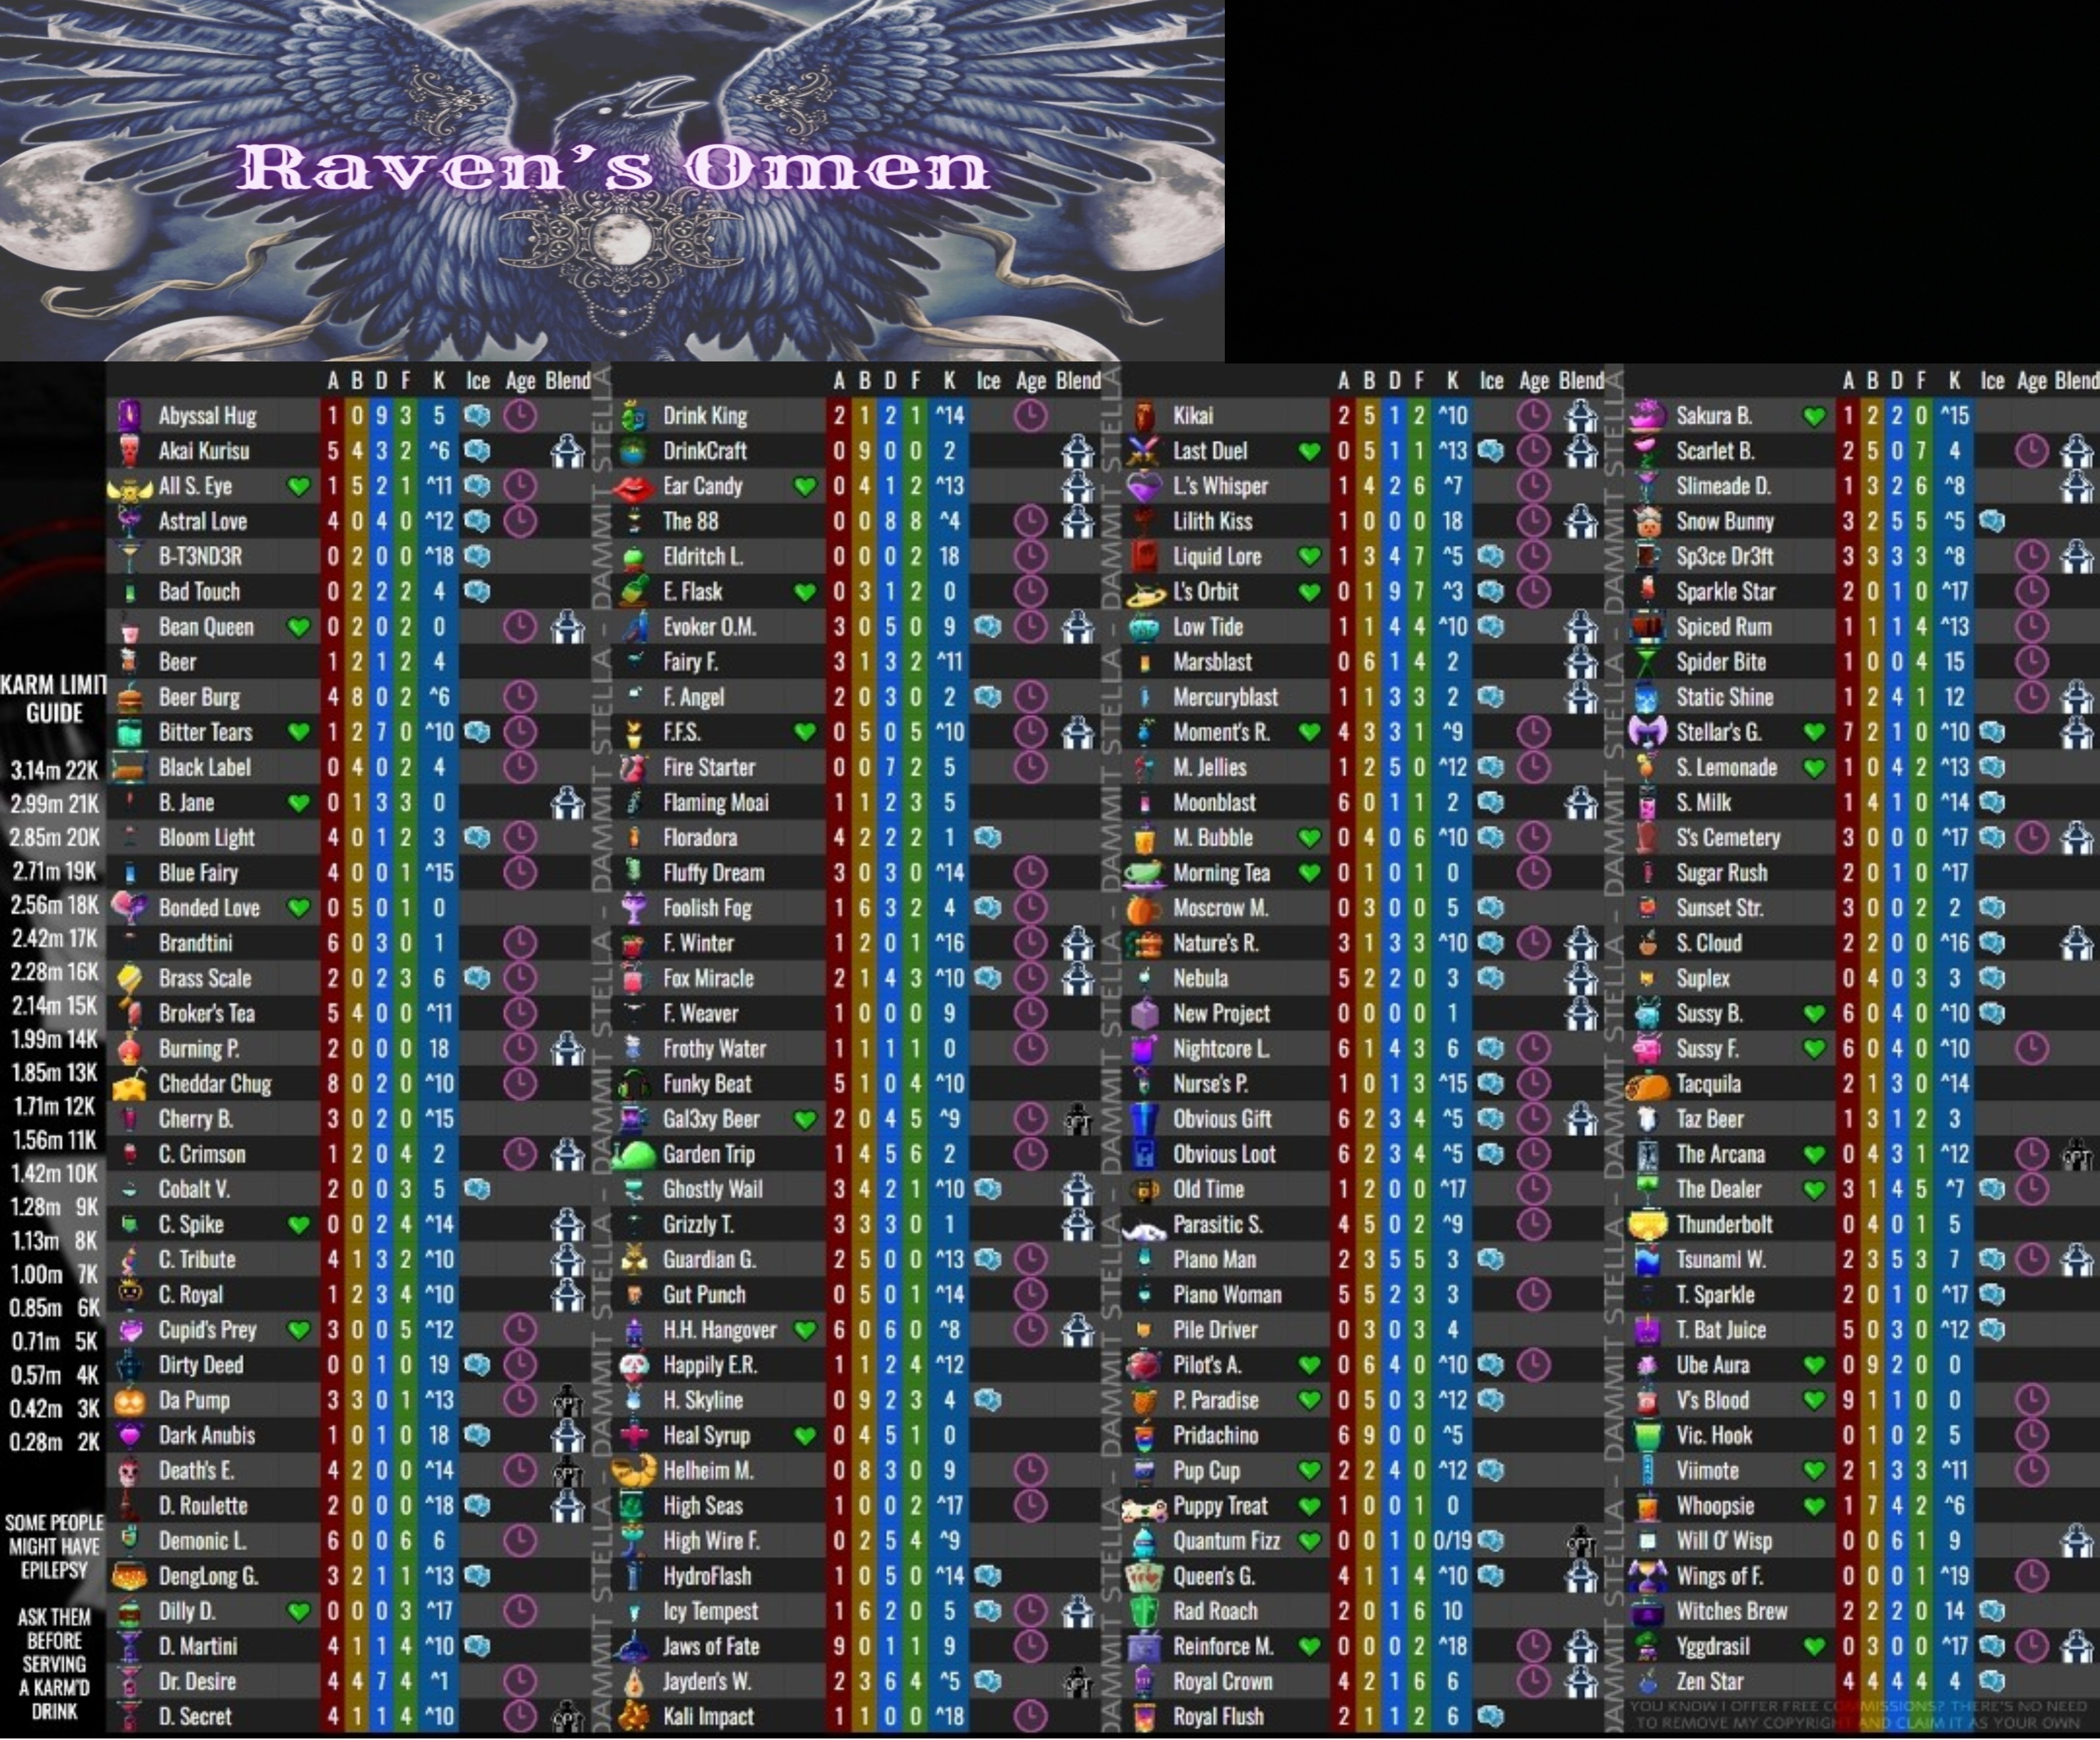 Raven's Omen
A B D F K Ice Age Blend A B D F K Ice Age Blend A B D F K Ice Age Blend A B D F K Ice Age Blend
Abyssal Hug 1 0 9 3 5 Drink King 2 1 2 1 ^14 Kikai 2 5 1 2 ^10 Sakura B. 1 2 2 0 ^15
Akai Kurisu 5 4 3 2 ^6 DrinkCraft 0 9 0 0 2 Last Duel 0 5 1 1 ^13 Scarlet B. 2 5 0 7 4
All S. Eye 1 5 2 1 ^11 Ear Candy 0 4 1 2 ^13 L.'s Whisper 1 4 2 6 ^7 Slimeade D. 1 3 2 6 ^8
Astral Love 4 0 4 0 ^12 The 88 0 0 8 8 ^4 Lilith Kiss 1 0 0 0 18 Snow Bunny 3 2 5 5 ^5
B-T3ND3R 0 2 0 0 ^18 Eldritch L. 0 0 0 2 18 Liquid Lore 1 3 4 7 ^5 Sp3ce Dr3ft 3 3 3 3 ^8
Bad Touch 0 2 2 2 4 E. Flask 0 3 1 2 0 L's Orbit 0 1 9 7 ^3 Sparkle Star 2 0 1 0 ^17
Bean Queen 0 2 0 2 0 Evoker O.M. 3 0 5 0 9 Low Tide 1 1 4 4 ^10 Spiced Rum 1 1 1 4 ^13
Beer 1 2 1 2 4 Fairy F. 3 1 3 2 ^11 Marsblast 0 6 1 4 2 Spider Bite 1 0 0 4 15
Beer Burg 4 8 0 2 ^6 F. Angel 2 0 3 0 2 Mercuryblast 1 1 3 3 2 Static Shine 1 2 4 1 12
Bitter Tears 1 2 7 0 ^10 F.F.S. 0 5 0 5 ^10 Moment's R. 4 3 3 1 ^9 Stellar's G. 7 2 1 0 ^10
Black Label 0 4 0 2 4 Fire Starter 0 0 7 2 5 M. Jellies 1 2 5 0 ^12 S. Lemonade 1 0 4 2 ^13
B. Jane 0 1 3 3 0 Flaming Moai 1 1 2 3 5 Moonblast 6 0 1 1 2 S. Milk 1 4 1 0 ^14
Bloom Light 4 0 1 2 3 Floradora 4 2 2 2 1 M. Bubble 0 4 0 6 ^10 S's Cemetery 3 0 0 0 ^17
Blue Fairy 4 0 0 1 ^15 Fluffy Dream 3 0 3 0 ^14 Morning Tea 0 1 0 1 0 Sugar Rush 2 0 1 0 ^17
Bonded Love 0 5 0 1 0 Foolish Fog 1 6 3 2 4 Moscrow M. 0 3 0 0 5 Sunset Str. 3 0 0 2 2
Brandtini 6 0 3 0 1 F. Winter 1 2 0 1 ^16 Nature's R. 3 1 3 3 ^10 S. Cloud 2 2 0 0 ^16
Brass Scale 2 0 2 3 6 Fox Miracle 2 1 4 3 ^10 Nebula 5 2 2 0 3 Suplex 0 4 0 3 3
Broker's Tea 5 4 0 0 ^11 F. Weaver 1 0 0 0 9 New Project 0 0 0 0 1 Sussy B. 6 0 4 0 ^10
Burning P. 2 0 0 0 18 Frothy Water 1 1 1 1 0 Nightcore L. 6 1 4 3 6 Sussy F. 6 0 4 0 ^10
Cheddar Chug 8 0 2 0 ^10 Funky Beat 5 1 0 4 ^10 Nurse's P. 1 0 1 3 ^15 Tacquila 2 1 3 0 ^14
Cherry B. 3 0 2 0 ^15 Gal3xy Beer 2 0 4 5 ^9 OPT Obvious Gift 6 2 3 4 ^5 Taz Beer 1 3 1 2 3
C. Crimson 1 2 0 4 2 Garden Trip 1 4 5 6 2 Obvious Loot 6 2 3 4 ^5 The Arcana 0 4 3 1 ^12 OPT
Cobalt V. 2 0 0 3 5 Ghostly Wail 3 4 2 1 ^10 Old Time 1 2 0 0 ^17 The Dealer 3 1 4 5 ^7
C. Spike 0 0 2 4 ^14 Grizzly T. 3 3 3 0 1 Parasitic S. 4 5 0 2 ^9 Thunderbolt 0 4 0 1 5
C. Tribute 4 1 3 2 ^10 Guardian G. 2 5 0 0 ^13 Piano Man 2 3 5 5 3 Tsunami W. 2 3 5 3 7
C. Royal 1 2 3 4 ^10 Gut Punch 0 5 0 1 ^14 Piano Woman 5 5 2 3 3 T. Sparkle 2 0 1 0 ^17
Cupid's Prey 3 0 0 5 ^12 H.H. Hangover 6 0 6 0 ^8 Pile Driver 0 3 0 3 4 T. Bat Juice 5 0 3 0 ^12
Dirty Deed 0 0 1 0 19 Happily E.R. 1 1 2 4 ^12 Pilot's A. 0 6 4 0 ^10 Ube Aura 0 9 2 0 0
Da Pump 3 3 0 1 ^13 OPT H. Skyline 0 9 2 3 4 P. Paradise 0 5 0 3 ^12 V's Blood 9 1 1 0 0
Dark Anubis 1 0 1 0 18 Heal Syrup 0 4 5 1 0 Pridachino 6 9 0 0 ^5 Vic. Hook 0 1 0 2 5
Death's E. 4 2 0 0 ^14 OPT Helheim M. 0 8 3 0 9 Pup Cup 2 2 4 0 ^12 Viimote 2 1 3 3 ^11
D. Roulette 2 0 0 0 ^18 High Seas 1 0 0 2 ^17 Puppy Treat 1 0 0 1 0 Whoopsie 1 7 4 2 ^6
Demonic L. 6 0 0 6 6 High Wire F. 0 2 5 4 ^9 Quantum Fizz 0 0 1 0 0/19 OPT Will O' Wisp 0 0 6 1 9
DengLong G. 3 2 1 1 ^13 HydroFlash 1 0 5 0 ^14 Queen's G. 4 1 1 4 ^10 Wings of F. 0 0 0 1 ^19
Dilly D. 0 0 0 3 ^17 Icy Tempest 1 6 2 0 5 Rad Roach 2 0 1 6 10 Witches Brew 2 2 2 0 14
D. Martini 4 1 1 4 ^10 Jaws of Fate 9 0 1 1 9 Reinforce M. 0 0 0 2 ^18 Yggdrasil 0 3 0 0 ^17
Dr. Desire 4 4 7 4 ^1 Jayden's W. 2 3 6 4 ^5 OPT Royal Crown 4 2 1 6 6 Zen Star 4 4 4 4 4
D. Secret 4 1 1 4 ^10 OPT Kali Impact 1 1 0 0 ^18 Royal Flush 2 1 1 2 6
KARM LIMIT
GUIDE
3.14m 22K
2.99m 21K
2.85m 20K
2.71m 19K
2.56m 18K
2.42m 17K
2.28m 16K
2.14m 15K
1.99m 14K
1.85m 13K
1.71m 12K
1.56m 11K
1.42m 10K
1.28m 9K
1.13m 8K
1.00m 7K
0.85m 6K
0.71m 5K
0.57m 4K
0.42m 3K
0.28m 2K
SOME PEOPLE
MIGHT HAVE
EPILEPSY
ASK THEM
BEFORE
SERVING
A KARM'D
DRINK
DAMMIT STELLA - DAMMIT STELLA - DAMMIT STELLA - DAMMIT STELLA
DAMMIT STELLA - DAMMIT STELLA - DAMMIT STELLA - DAMMIT STELLA
DAMMIT STELLA - DAMMIT STELLA - DAMMIT STELLA - DAMMIT STELLA
YOU KNOW I OFFER FREE COMMISSIONS? THERE'S NO NEED
TO REMOVE MY COPYRIGHT AND CLAIM IT AS YOUR OWN